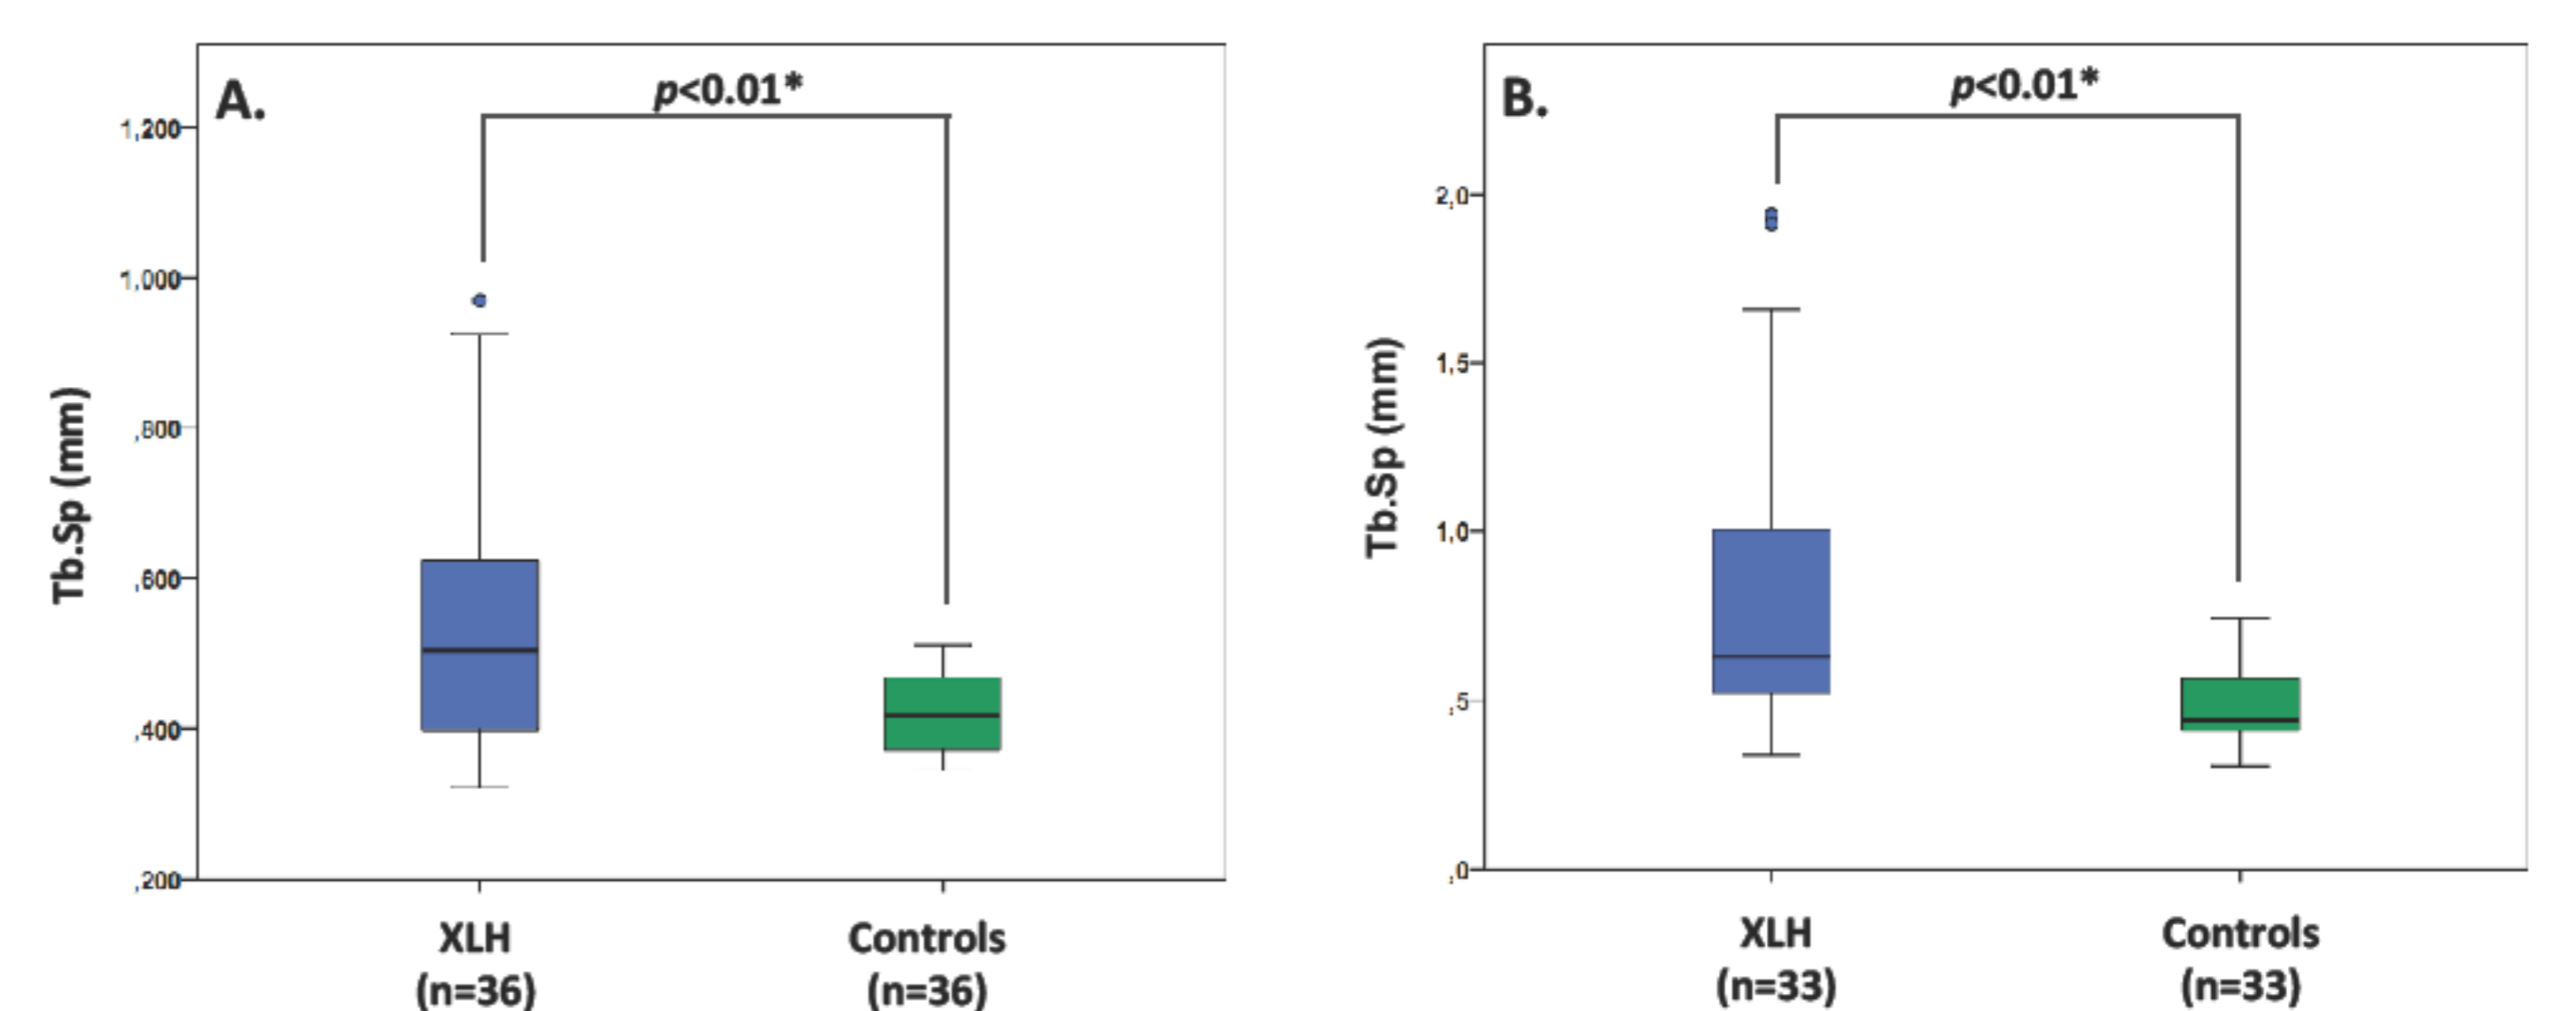 A.
p<0.01*
1,200
1,000
,800
,600
,400
,200
Tb.Sp (mm)
XLH
(n=36)
Controls
(n=36)
B.
p<0.01*
2,0
1,5
1,0
,5
,0
Tb.Sp (mm)
XLH
(n=33)
Controls
(n=33)